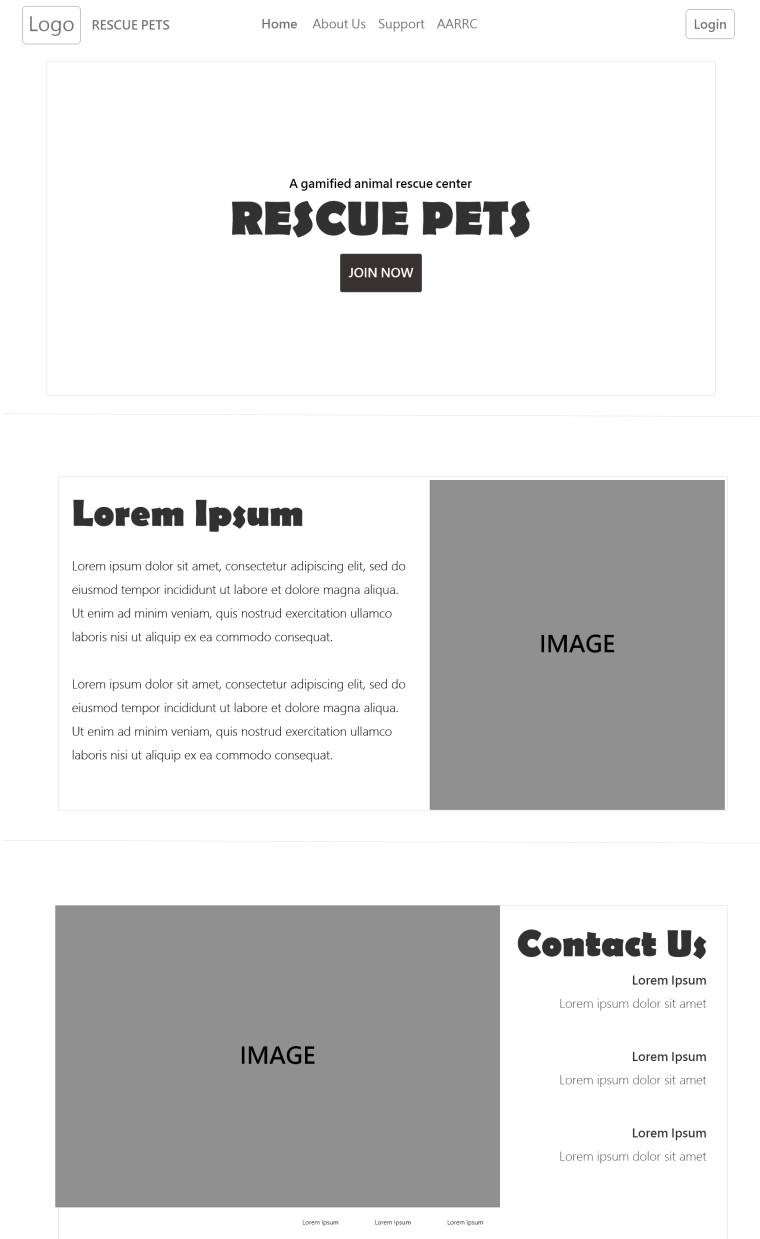 Logo RESCUE PETS Home About Us Support AARRC Login
A gamified animal rescue center
RESCUE PETS
JOIN NOW
Lorem Ipsum
Lorem ipsum dolor sit amet, consectetur adipiscing elit, sed do
eiusmod tempor incididunt ut labore et dolore magna aliqua.
Ut enim ad minim veniam, quis nostrud exercitation ullamco
laboris nisi ut aliquip ex ea commodo consequat.
Lorem ipsum dolor sit amet, consectetur adipiscing elit, sed do
eiusmod tempor incididunt ut labore et dolore magna aliqua.
Ut enim ad minim veniam, quis nostrud exercitation ullamco
laboris nisi ut aliquip ex ea commodo consequat.
IMAGE
IMAGE
Contact Us
Lorem Ipsum
Lorem ipsum dolor sit amet
Lorem Ipsum
Lorem ipsum dolor sit amet
Lorem Ipsum
Lorem ipsum dolor sit amet
Lorem Ipsum Lorem Ipsum Lorem Ipsum